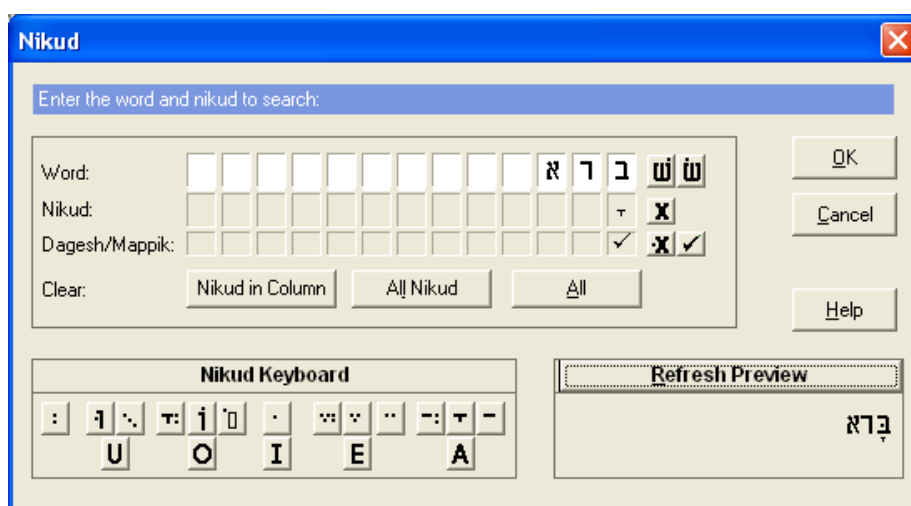 Nikud
Enter the word and nikud to search:
Word: ברא שׁ שׂ
OK
Nikud: X
Cancel
Dagesh/Mappik: ·X ✓
Clear: Nikud in Column All Nikud All
Help
Nikud Keyboard
Refresh Preview
U O I E A
בָּרא